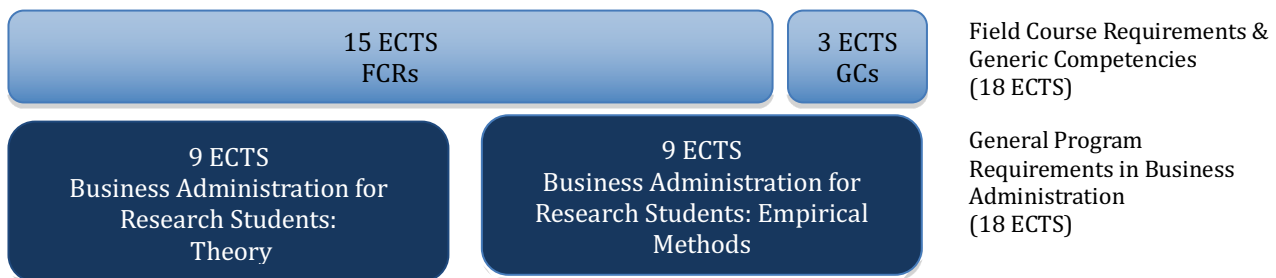 15 ECTS
FCRs
3 ECTS
GCs
Field Course Requirements &
Generic Competencies
(18 ECTS)
9 ECTS
Business Administration for
Research Students:
Theory
9 ECTS
Business Administration for
Research Students: Empirical
Methods
General Program
Requirements in Business
Administration
(18 ECTS)